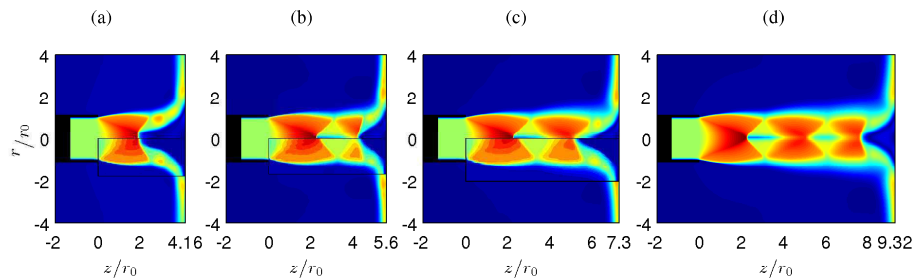 (a) (b) (c) (d)
4 4 4 4
2 2 2 2
r/r₀ 0 0 0 0
-2 -2 -2 -2
-4 -4 -4 -4
-2 0 2 4.16 -2 0 2 4 5.6 -2 0 2 4 6 7.3 -2 0 2 4 6 8 9.32
z/r₀ z/r₀ z/r₀ z/r₀